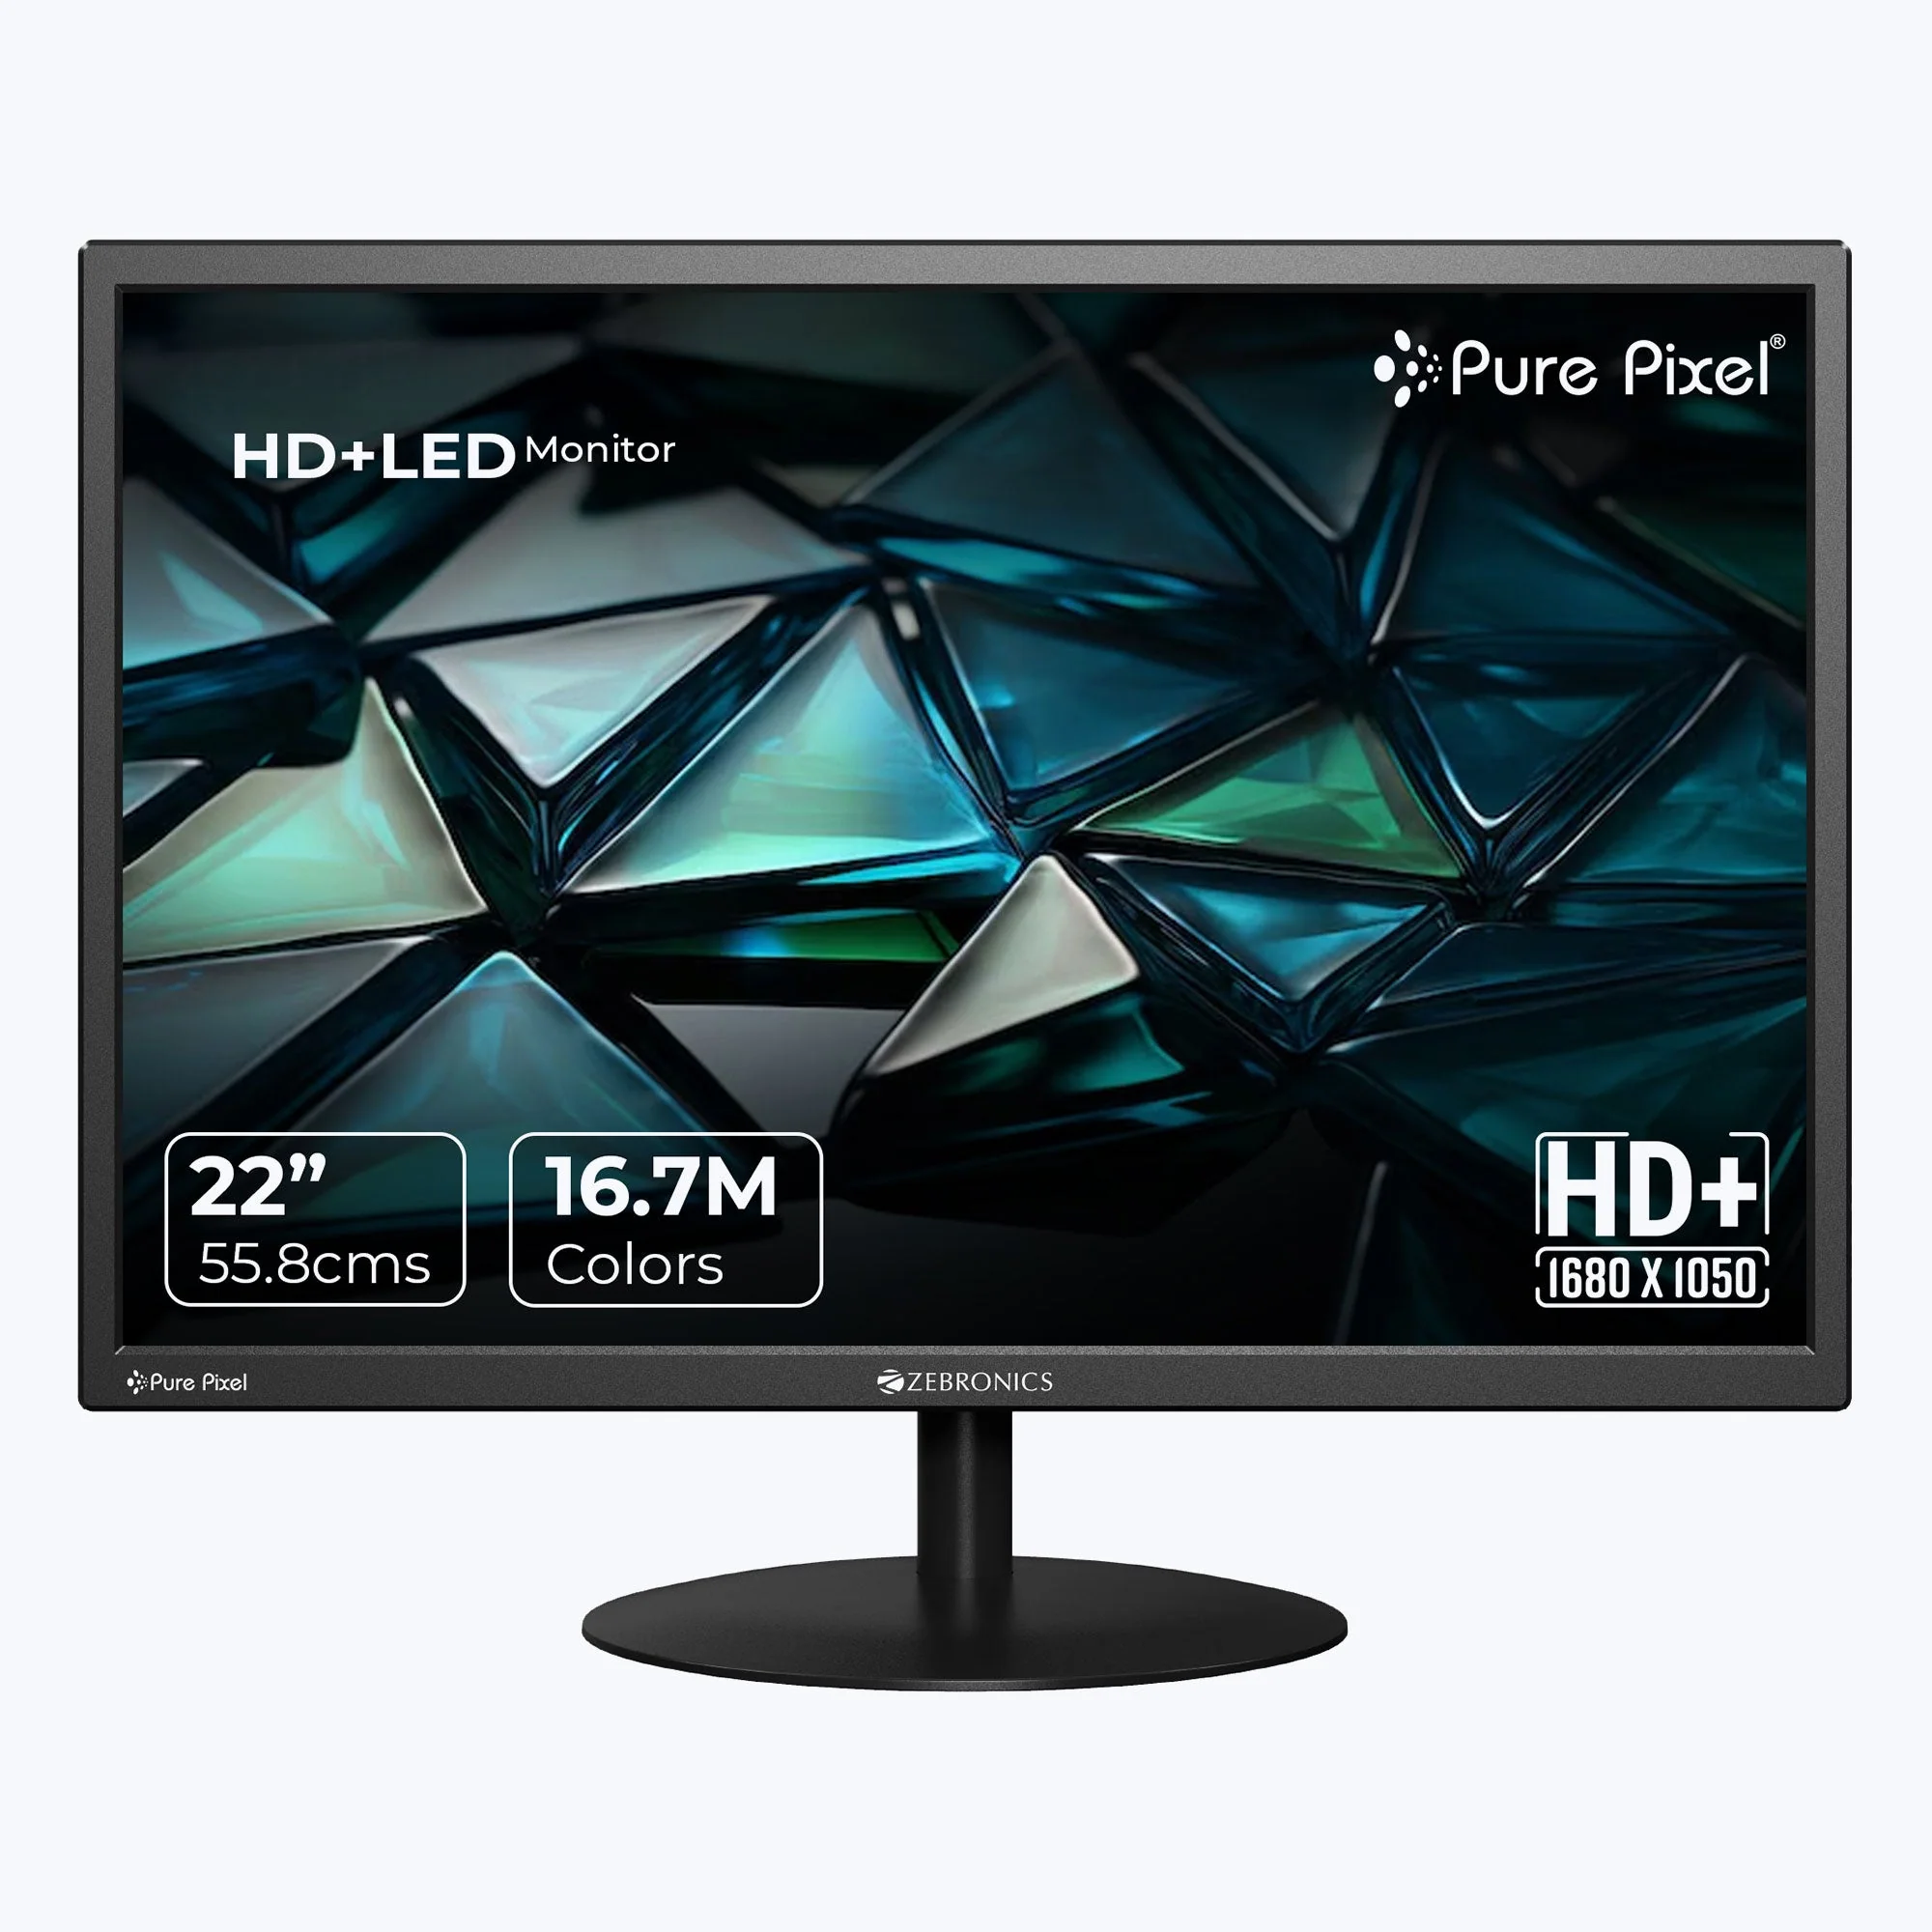 Pure Pixel®
HD+LED Monitor
22”
55.8cms
16.7M
Colors
HD+
1680 X 1050
Pure Pixel
ZEBRONICS